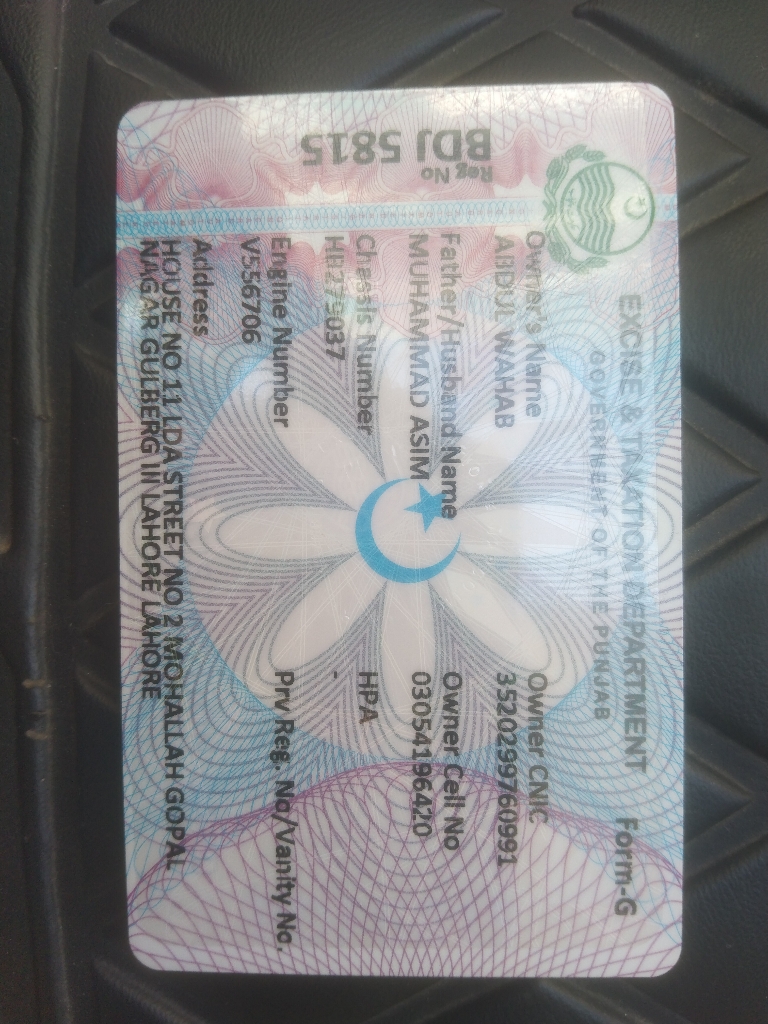 EXCISE & TAXATION DEPARTMENT Form-G
GOVERNMENT OF THE PUNJAB
Reg No
BDJ 5815
Owner's Name
ABDUL WAHAB
Owner CNIC
3520299760991
Father/Husband Name
MUHAMMAD ASIM
Owner Cell No
03054196420
Chassis Number
HPA
-
Engine Number
V556706
Prv Reg. No/Vanity No.
Address
HOUSE NO 11 LDA STREET NO 2 MOHALLAH GOPAL
NAGAR GULBERG III LAHORE LAHORE